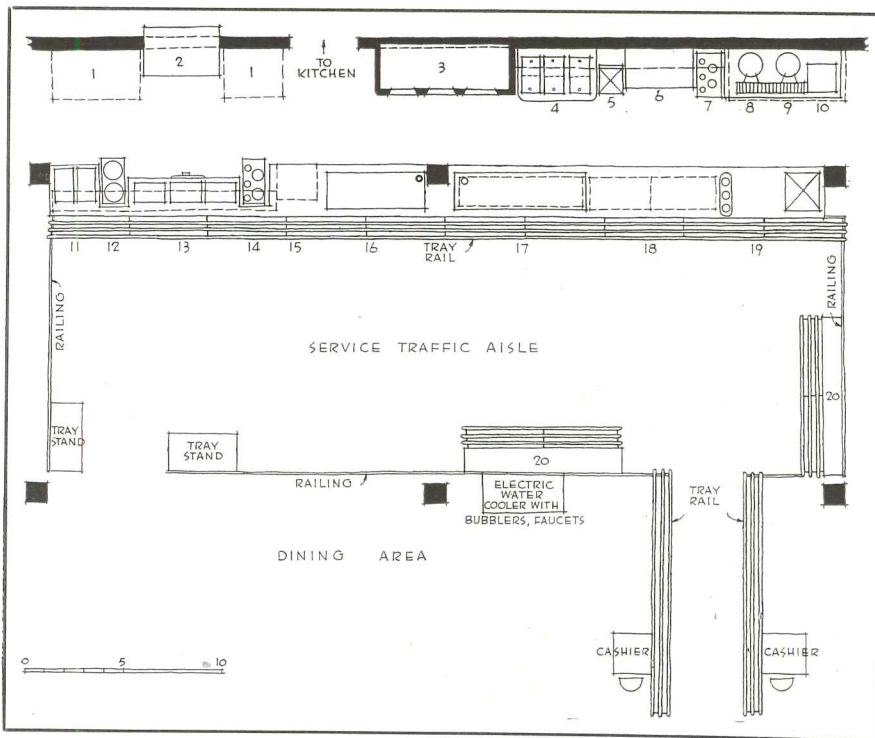 1
2
1
TO
KITCHEN
3
4
5
6
7
8
9
10
11
12
13
14
15
16
17
18
19
TRAY
RAIL
RAILING
RAILING
SERVICE TRAFFIC AISLE
20
TRAY
STAND
TRAY
STAND
20
RAILING
ELECTRIC
WATER
COOLER WITH
BUBBLERS, FAUCETS
TRAY
RAIL
DINING AREA
CASHIER
CASHIER
0 5 10